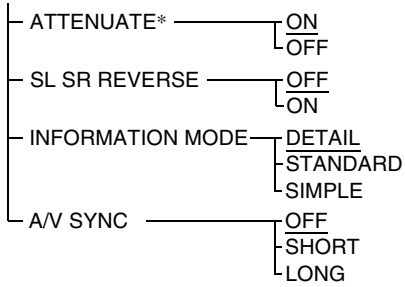 ATTENUATE* ON
OFF
SL SR REVERSE OFF
ON
INFORMATION MODE DETAIL
STANDARD
SIMPLE
A/V SYNC OFF
SHORT
LONG